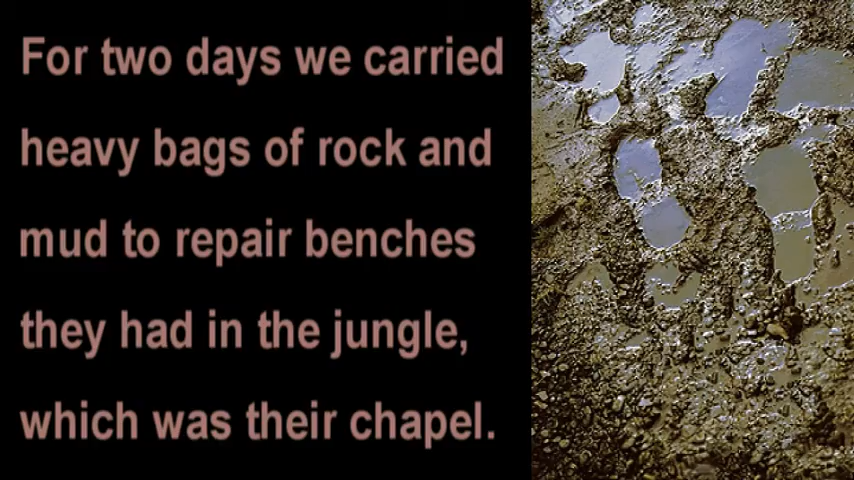 For two days we carried
heavy bags of rock and
mud to repair benches
they had in the jungle,
which was their chapel.